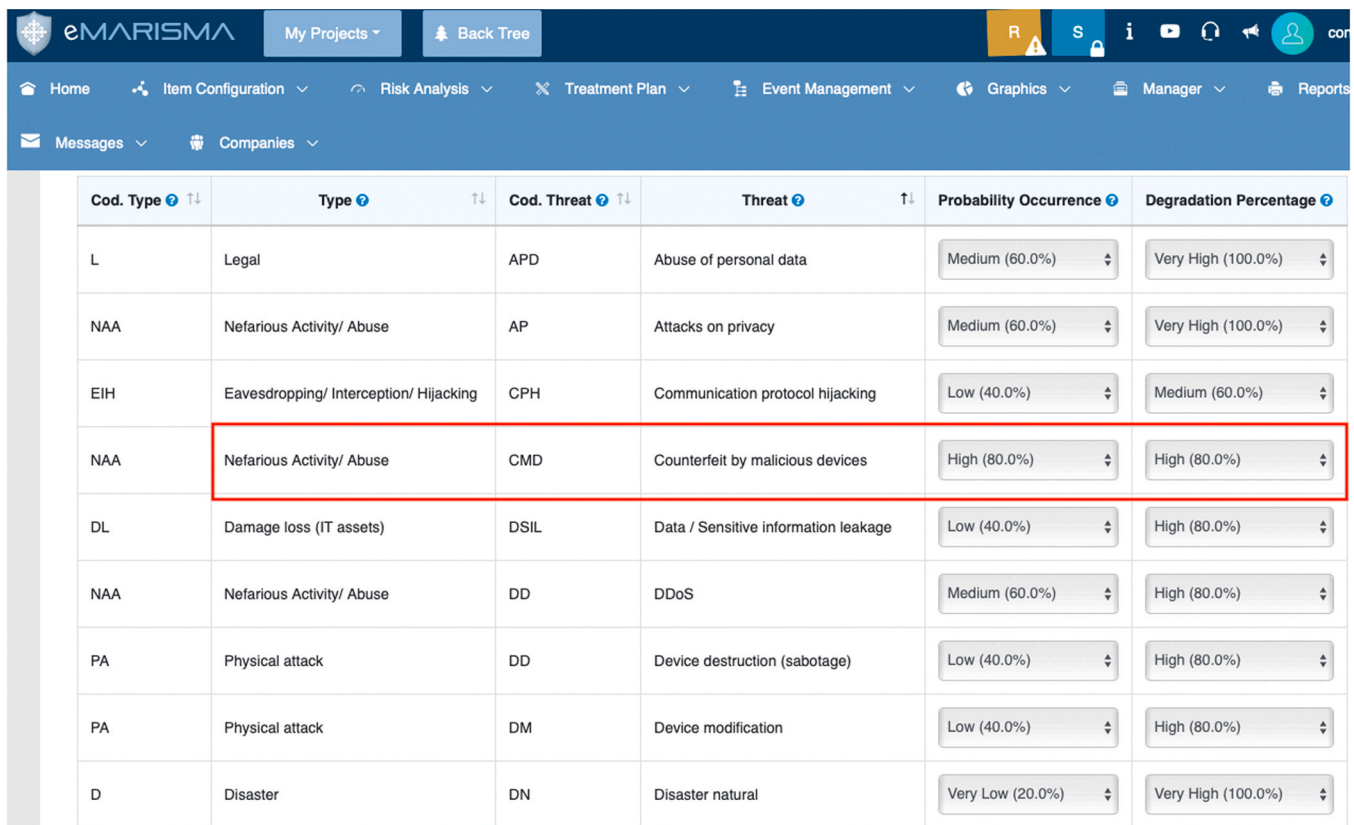 eMARISMA My Projects Back Tree R S i con
Home Item Configuration Risk Analysis Treatment Plan Event Management Graphics Manager Reports
Messages Companies
Cod. Type Type Cod. Threat Threat Probability Occurrence Degradation Percentage
L Legal APD Abuse of personal data Medium (60.0%) Very High (100.0%)
NAA Nefarious Activity/ Abuse AP Attacks on privacy Medium (60.0%) Very High (100.0%)
EIH Eavesdropping/ Interception/ Hijacking CPH Communication protocol hijacking Low (40.0%) Medium (60.0%)
NAA Nefarious Activity/ Abuse CMD Counterfeit by malicious devices High (80.0%) High (80.0%)
DL Damage loss (IT assets) DSIL Data / Sensitive information leakage Low (40.0%) High (80.0%)
NAA Nefarious Activity/ Abuse DD DDoS Medium (60.0%) High (80.0%)
PA Physical attack DD Device destruction (sabotage) Low (40.0%) High (80.0%)
PA Physical attack DM Device modification Low (40.0%) High (80.0%)
D Disaster DN Disaster natural Very Low (20.0%) Very High (100.0%)